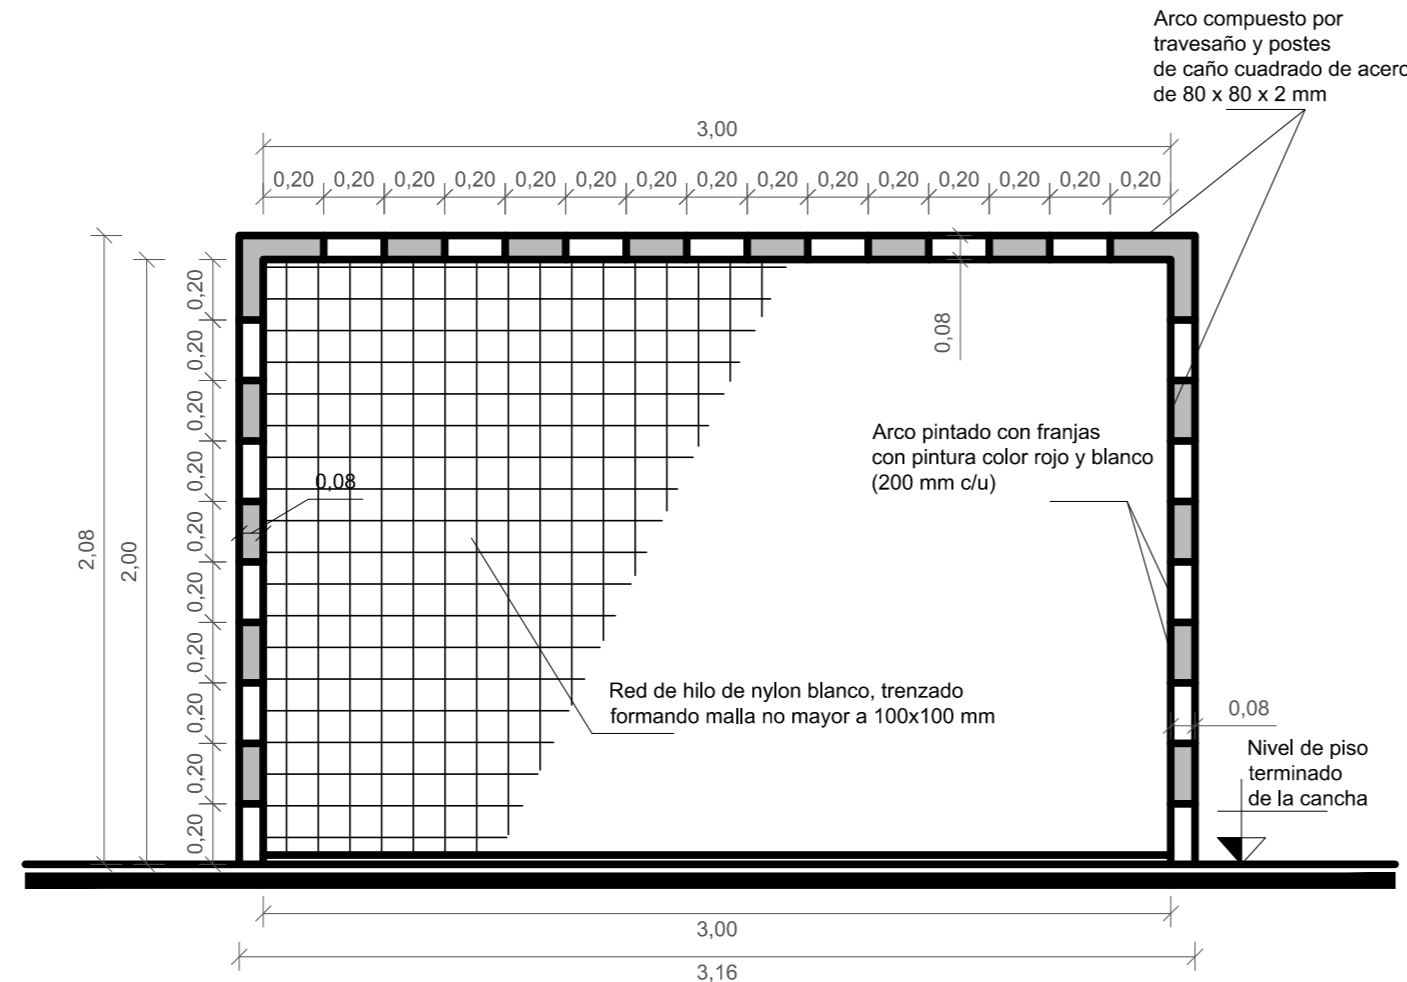 Arco compuesto por
travesaño y postes
de caño cuadrado de acero
de 80 x 80 x 2 mm
3,00
0,20 0,20 0,20 0,20 0,20 0,20 0,20 0,20 0,20 0,20 0,20 0,20 0,20 0,20 0,20
0,20
0,20
0,20
0,20
0,20
0,20
0,20
0,20
0,20
0,20
2,08
2,00
0,08
0,08
Arco pintado con franjas
con pintura color rojo y blanco
(200 mm c/u)
Red de hilo de nylon blanco, trenzado
formando malla no mayor a 100x100 mm
0,08
Nivel de piso
terminado
de la cancha
3,00
3,16